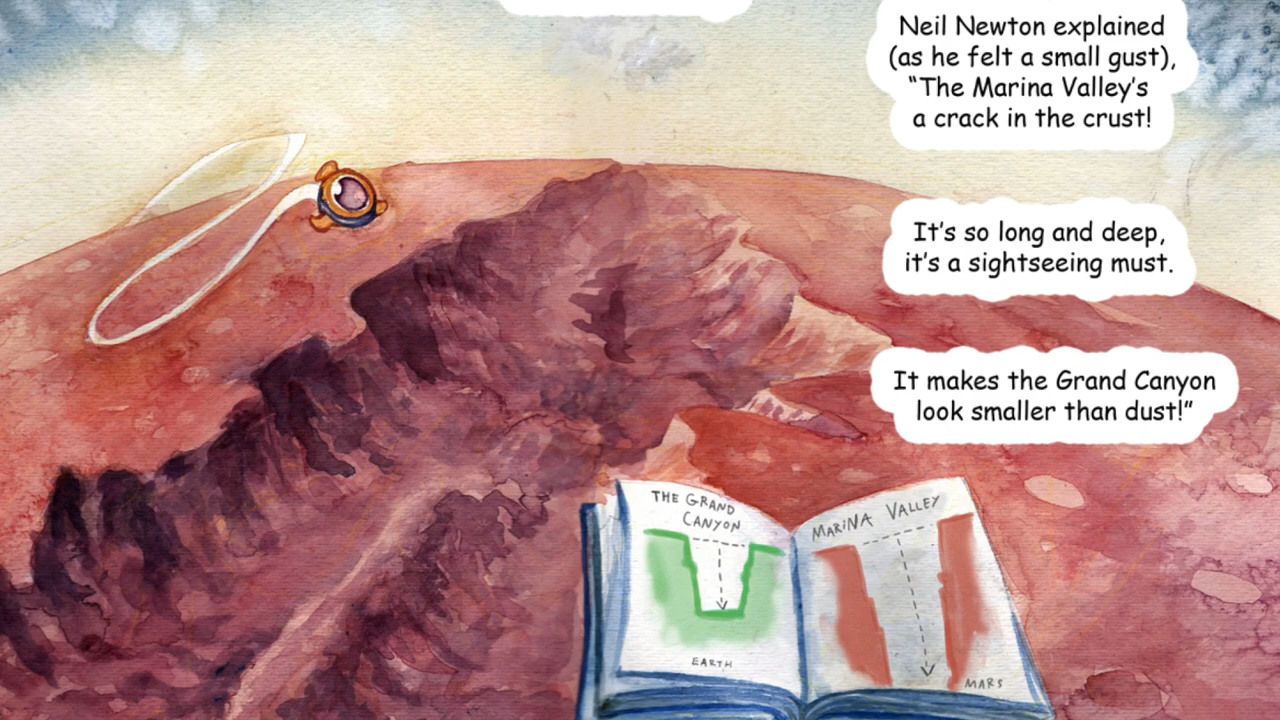 Neil Newton explained
(as he felt a small gust),
“The Marina Valley’s
a crack in the crust!
It’s so long and deep,
it’s a sightseeing must.
It makes the Grand Canyon
look smaller than dust!”
THE GRAND
CANYON
EARTH
MARINA VALLEY
MARS